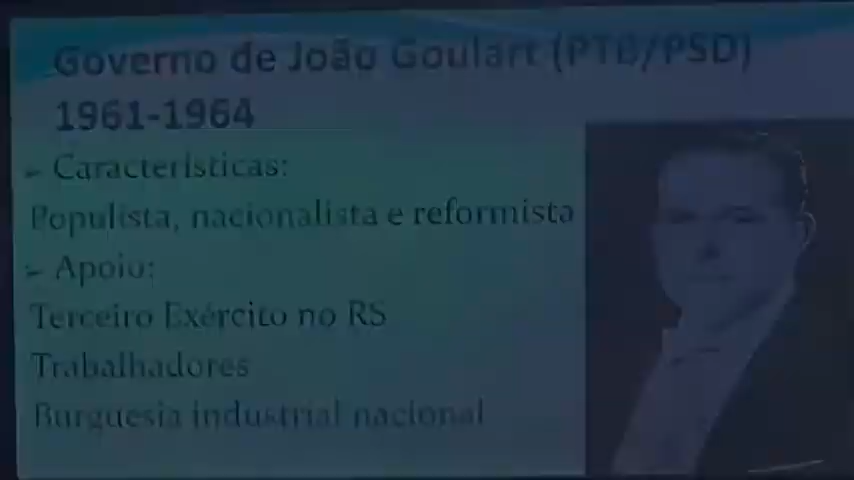 Governo de João Goulart (PTB/PSD)
1961-1964
➢ Características:
Populista, nacionalista e reformista
➢ Apoio:
Terceiro Exército no RS
Trabalhadores
Burguesia industrial nacional